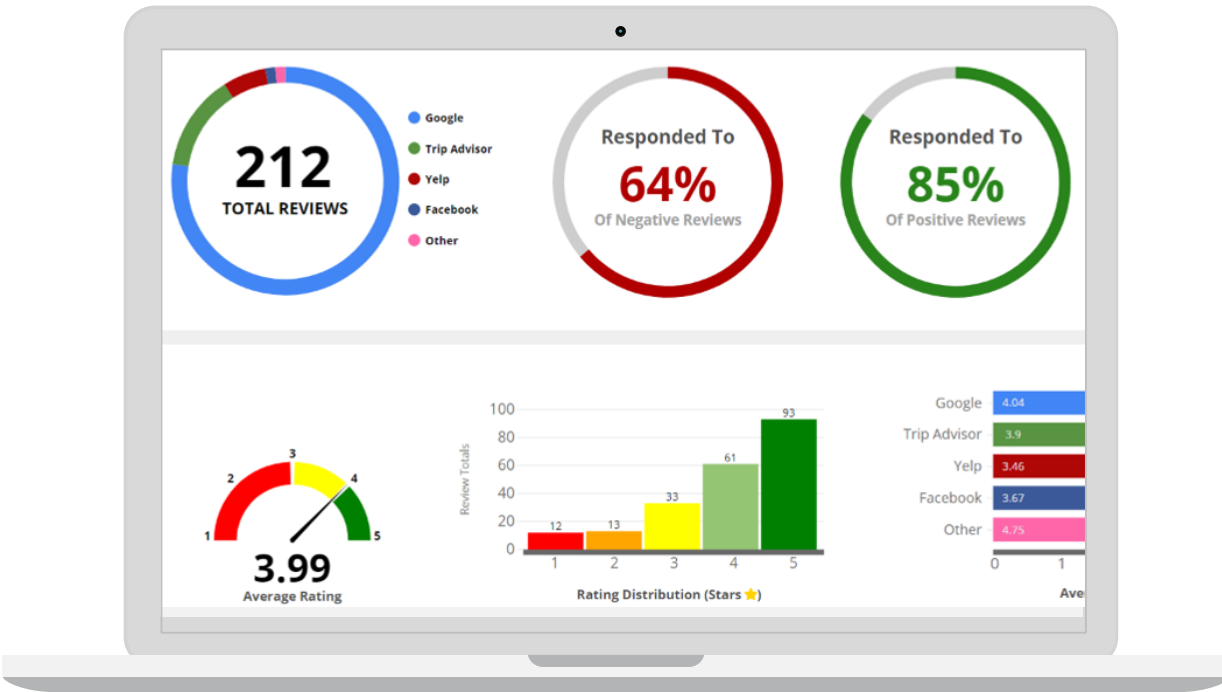 212
TOTAL REVIEWS
Google
Trip Advisor
Yelp
Facebook
Other
Responded To
64%
Of Negative Reviews
Responded To
85%
Of Positive Reviews
1
2
3
4
5
3.99
Average Rating
Review Totals
100
80
60
40
20
0
12
13
33
61
93
1 2 3 4 5
Rating Distribution (Stars ⭐)
Google 4.04
Trip Advisor 3.9
Yelp 3.46
Facebook 3.67
Other 4.75
0 1
Ave